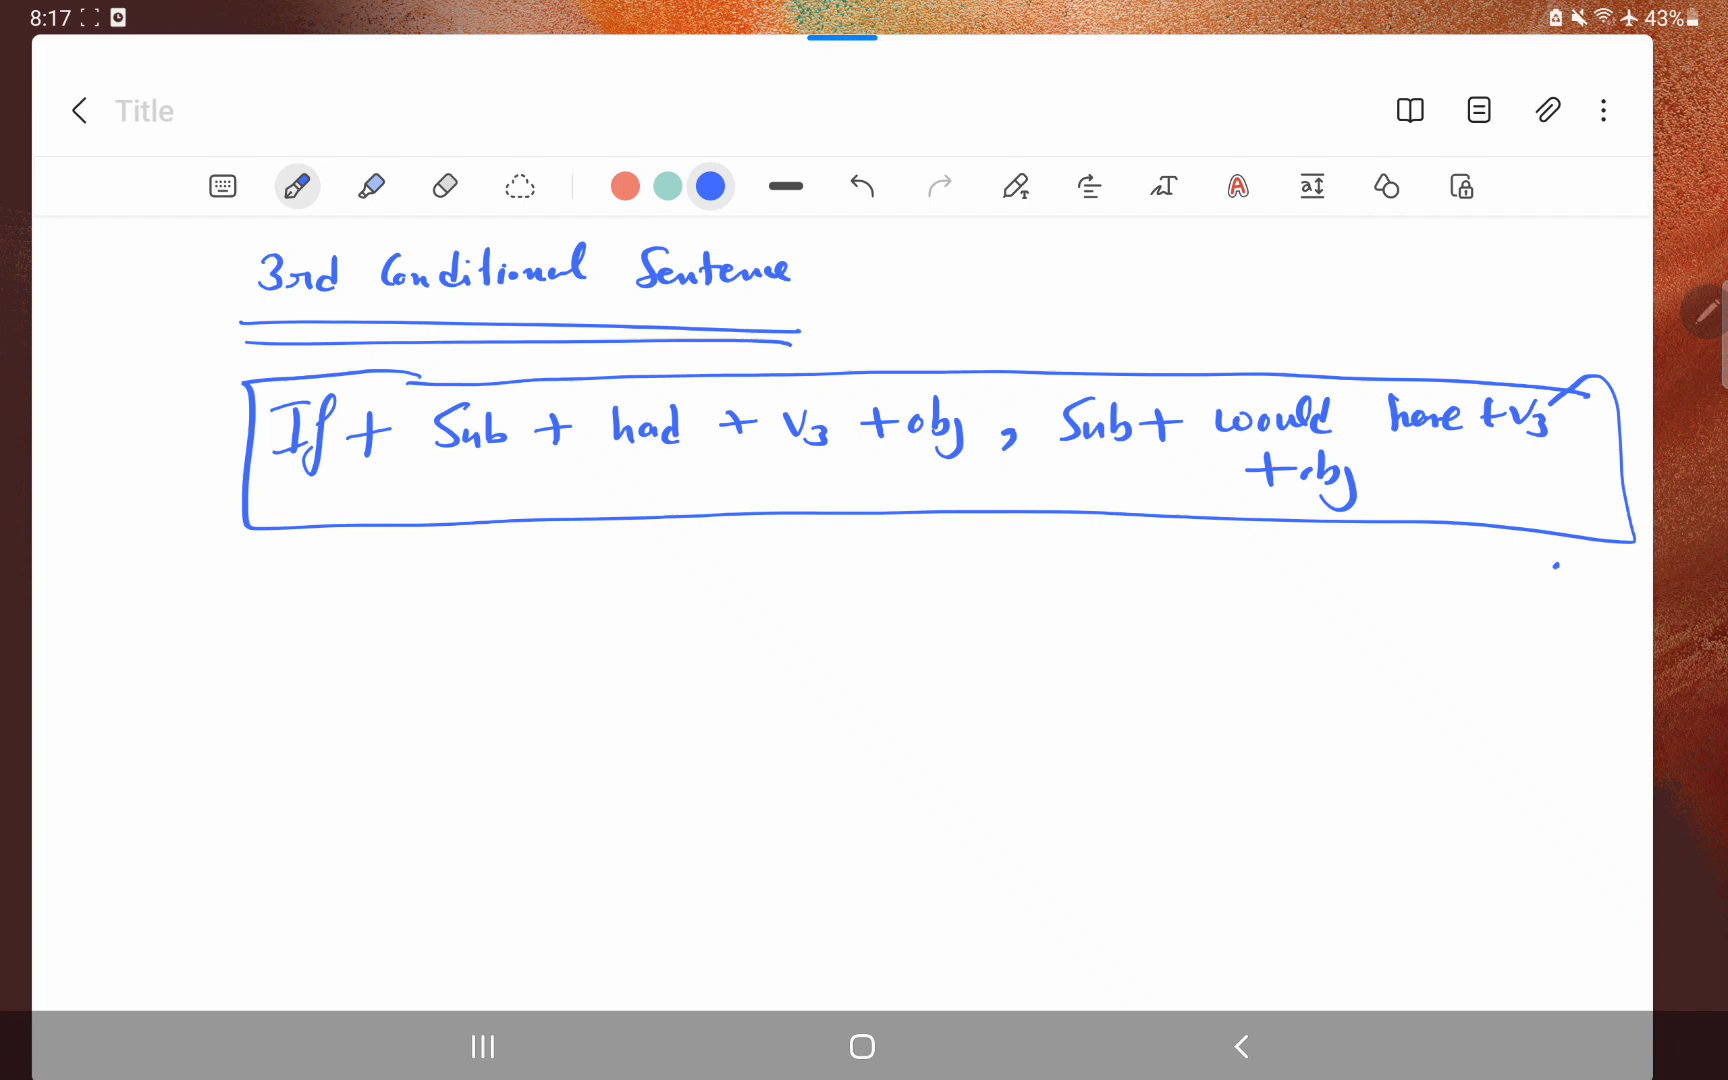 8:17
43%
Title
3rd Conditional Sentence
If + Sub + had + V3 + obj , Sub + would have + V3
+ obj